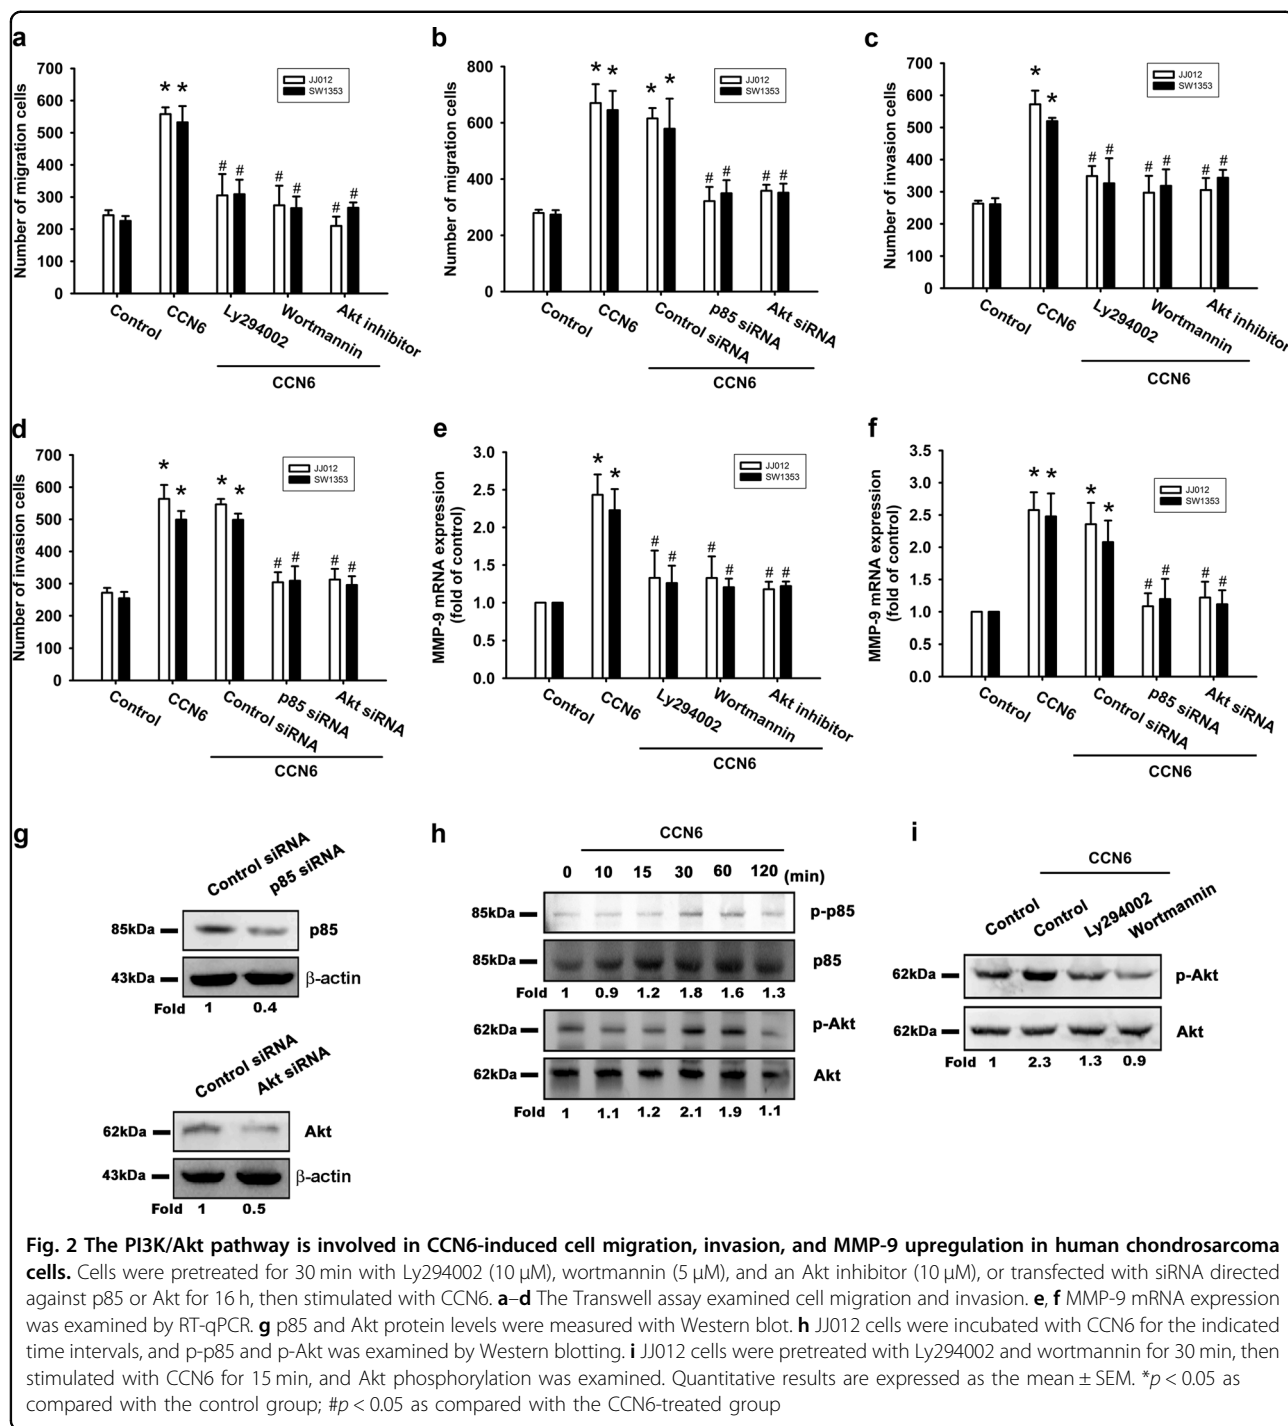 a
700
600
500
400
300
200
100
0
Number of migration cells
JJ012
SW1353
* *
# #
# #
# #
Control
CCN6
Ly294002
Wortmannin
Akt inhibitor
CCN6
b
800
600
400
200
0
Number of migration cells
JJ012
SW1353
* *
* *
# #
# #
Control
CCN6
Control siRNA
p85 siRNA
Akt siRNA
CCN6
c
700
600
500
400
300
200
100
0
Number of invasion cells
JJ012
SW1353
* *
# #
# #
# #
Control
CCN6
Ly294002
Wortmannin
Akt inhibitor
CCN6
d
700
600
500
400
300
200
100
0
Number of invasion cells
JJ012
SW1353
* *
* *
# #
# #
Control
CCN6
Control siRNA
p85 siRNA
Akt siRNA
CCN6
e
3.0
2.5
2.0
1.5
1.0
0.5
0.0
MMP-9 mRNA expression
(fold of control)
JJ012
SW1353
* *
# #
# #
# #
Control
CCN6
Ly294002
Wortmannin
Akt inhibitor
CCN6
f
3.5
3.0
2.5
2.0
1.5
1.0
0.5
0.0
MMP-9 mRNA expression
(fold of control)
JJ012
SW1353
* *
* *
# #
# #
Control
CCN6
Control siRNA
p85 siRNA
Akt siRNA
CCN6
g
Control siRNA
p85 siRNA
85kDa p85
43kDa β-actin
Fold 1 0.4
Control siRNA
Akt siRNA
62kDa Akt
43kDa β-actin
Fold 1 0.5
h
CCN6
0 10 15 30 60 120 (min)
85kDa p-p85
85kDa p85
Fold 1 0.9 1.2 1.8 1.6 1.3
62kDa p-Akt
62kDa Akt
Fold 1 1.1 1.2 2.1 1.9 1.1
i
CCN6
Control
Control
Ly294002
Wortmannin
62kDa p-Akt
62kDa Akt
Fold 1 2.3 1.3 0.9
Fig. 2 The PI3K/Akt pathway is involved in CCN6-induced cell migration, invasion, and MMP-9 upregulation in human chondrosarcoma
cells. Cells were pretreated for 30 min with Ly294002 (10 μM), wortmannin (5 μM), and an Akt inhibitor (10 μM), or transfected with siRNA directed
against p85 or Akt for 16 h, then stimulated with CCN6. a–d The Transwell assay examined cell migration and invasion. e, f MMP-9 mRNA expression
was examined by RT-qPCR. g p85 and Akt protein levels were measured with Western blot. h JJ012 cells were incubated with CCN6 for the indicated
time intervals, and p-p85 and p-Akt was examined by Western blotting. i JJ012 cells were pretreated with Ly294002 and wortmannin for 30 min, then
stimulated with CCN6 for 15 min, and Akt phosphorylation was examined. Quantitative results are expressed as the mean ± SEM. *p < 0.05 as
compared with the control group; #p < 0.05 as compared with the CCN6-treated group